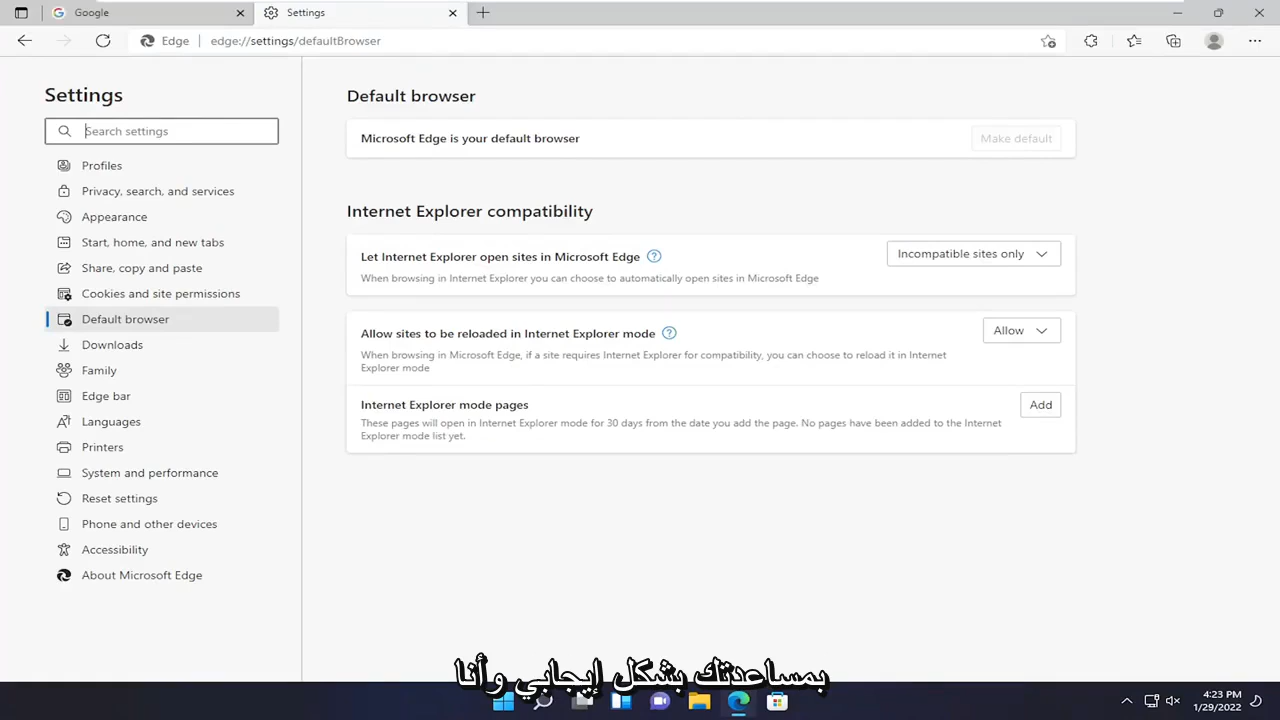 Google
Settings
Edge
edge://settings/defaultBrowser
Settings
Search settings
Profiles
Privacy, search, and services
Appearance
Start, home, and new tabs
Share, copy and paste
Cookies and site permissions
Default browser
Downloads
Family
Edge bar
Languages
Printers
System and performance
Reset settings
Phone and other devices
Accessibility
About Microsoft Edge
Default browser
Microsoft Edge is your default browser
Make default
Internet Explorer compatibility
Let Internet Explorer open sites in Microsoft Edge
Incompatible sites only
When browsing in Internet Explorer you can choose to automatically open sites in Microsoft Edge
Allow sites to be reloaded in Internet Explorer mode
Allow
When browsing in Microsoft Edge, if a site requires Internet Explorer for compatibility, you can choose to reload it in Internet
Explorer mode
Internet Explorer mode pages
Add
These pages will open in Internet Explorer mode for 30 days from the date you add the page. No pages have been added to the Internet
Explorer mode list yet.
بمساعدتك بشكل إيجابي وأنا
4:23 PM
1/29/2022